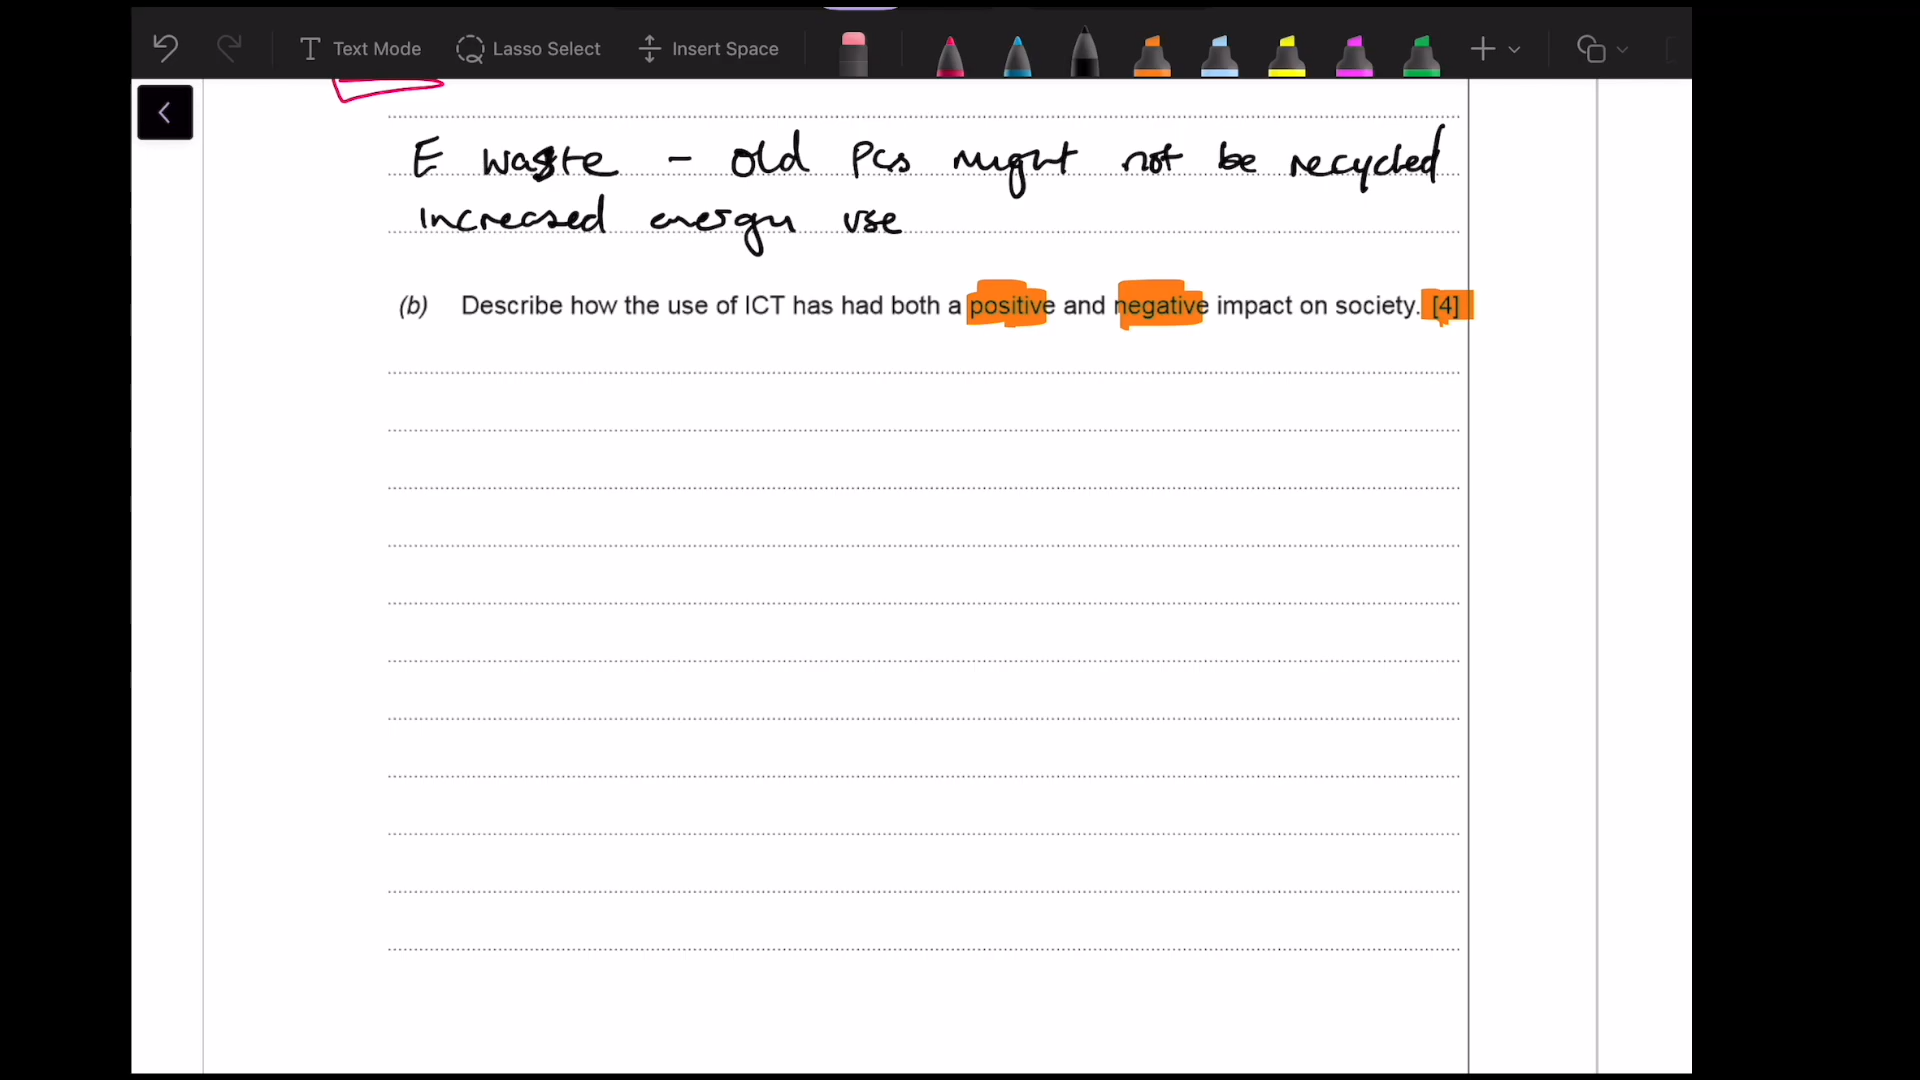 Text Mode Lasso Select Insert Space
E waste - old PCs might not be recycled
increased energy use
(b) Describe how the use of ICT has had both a positive and negative impact on society. [4]